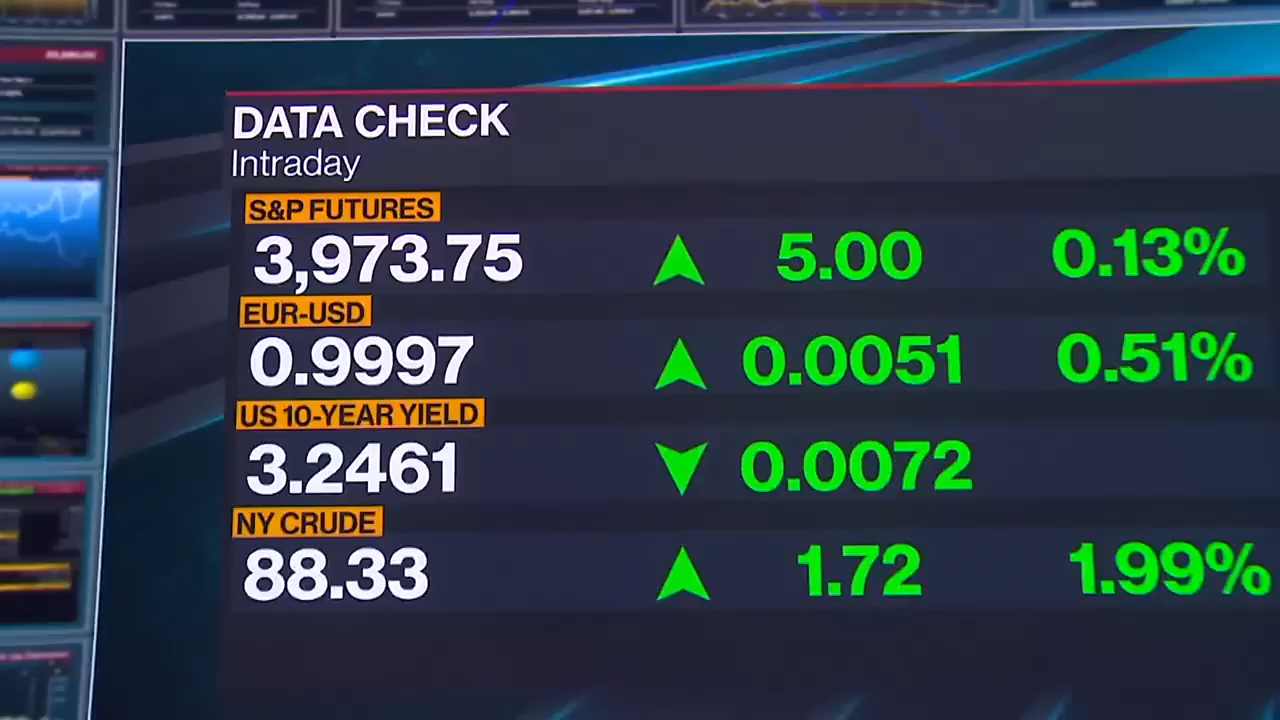 DATA CHECK
Intraday
S&P FUTURES
3,973.75 ▲ 5.00 0.13%
EUR-USD
0.9997 ▲ 0.0051 0.51%
US 10-YEAR YIELD
3.2461 ▼ 0.0072
NY CRUDE
88.33 ▲ 1.72 1.99%